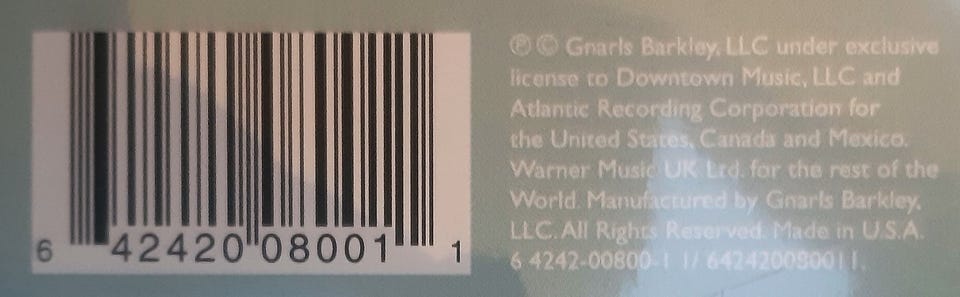 6 42420 08001 1
℗ © Gnarls Barkley, LLC under exclusive
license to Downtown Music, LLC and
Atlantic Recording Corporation for
the United States, Canada and Mexico.
Warner Music UK Ltd. for the rest of the
World. Manufactured by Gnarls Barkley,
LLC. All Rights Reserved. Made in U.S.A.
6 4242-00800-1 1/ 642420080011.